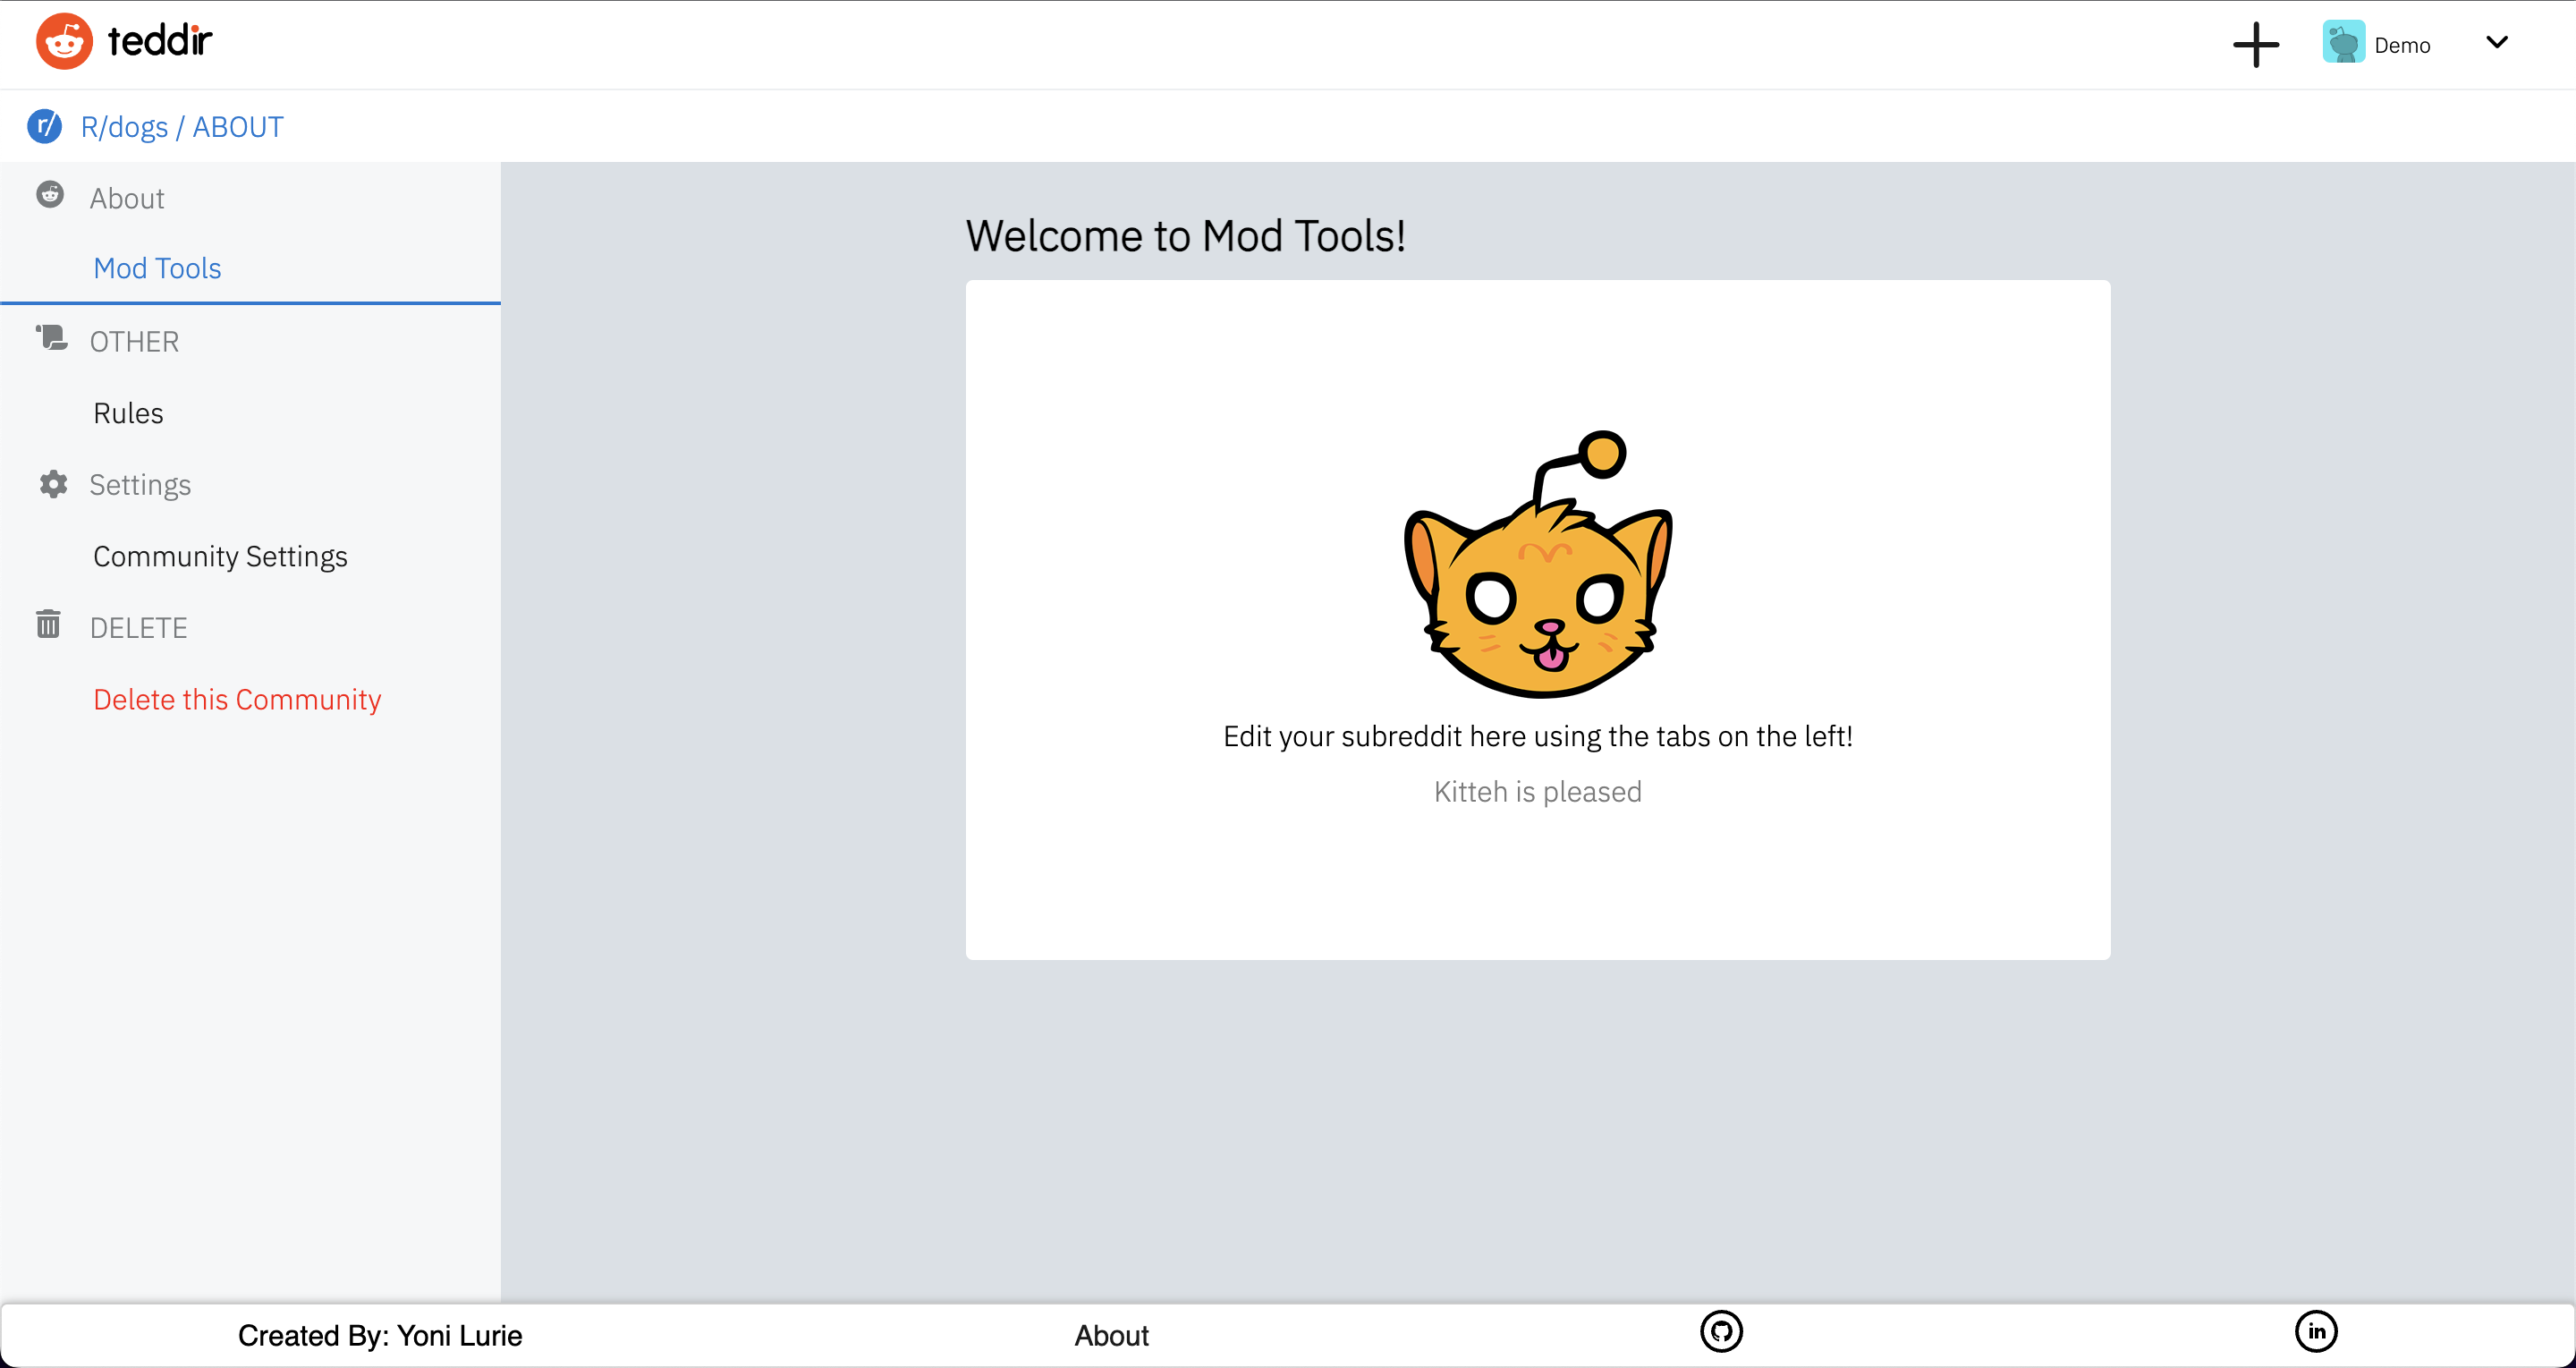 teddir
Demo
r/ R/dogs / ABOUT
About
Mod Tools
OTHER
Rules
Settings
Community Settings
DELETE
Delete this Community
Welcome to Mod Tools!
Edit your subreddit here using the tabs on the left!
Kitteh is pleased
Created By: Yoni Lurie
About
in